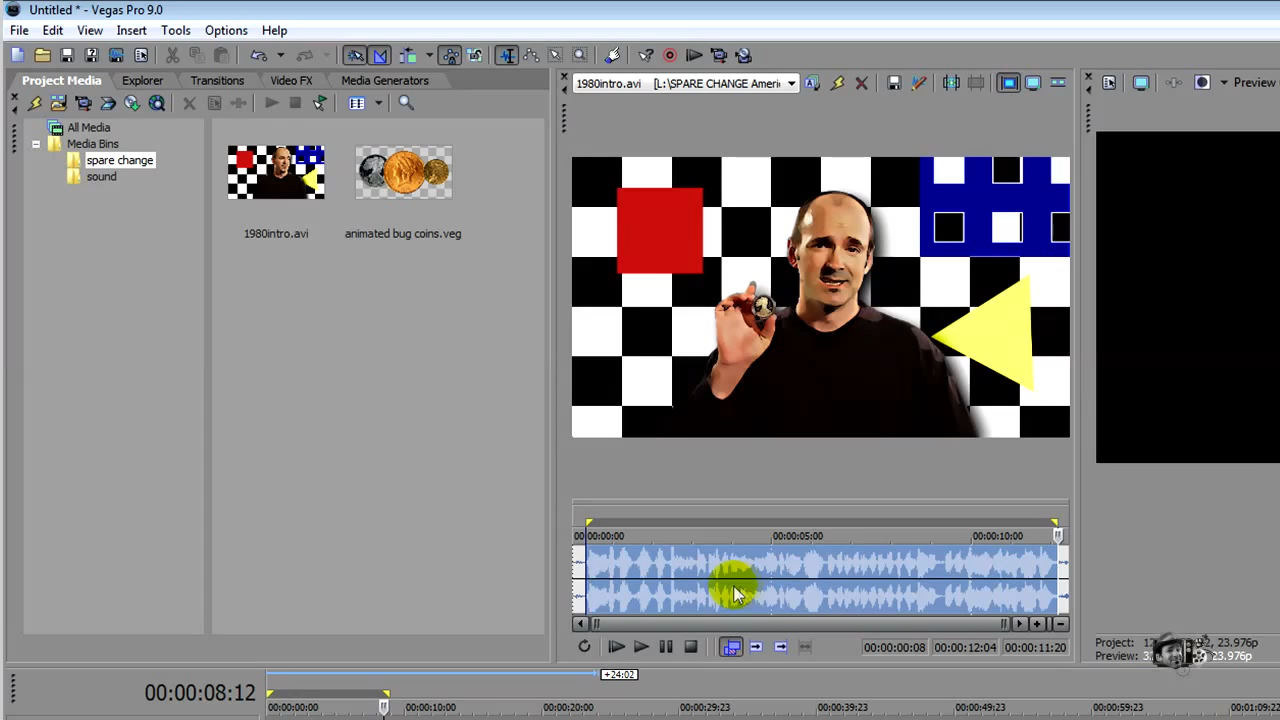 Untitled * - Vegas Pro 9.0
File Edit View Insert Tools Options Help
Project Media Explorer Transitions Video FX Media Generators
1980intro.avi [L:\SPARE CHANGE Ameri
Preview
All Media
Media Bins
spare change
sound
1980intro.avi
animated bug coins.veg
00:00:00 00:00:05:00 00:00:10:00
00:00:00:08 00:00:12:04 00:00:11:20
Project:
Preview: 23.976p
23.976p
+24:02
00:00:08:12
00:00:00:00 00:00:10:00 00:00:20:00 00:00:29:23 00:00:39:23 00:00:49:23 00:00:59:23